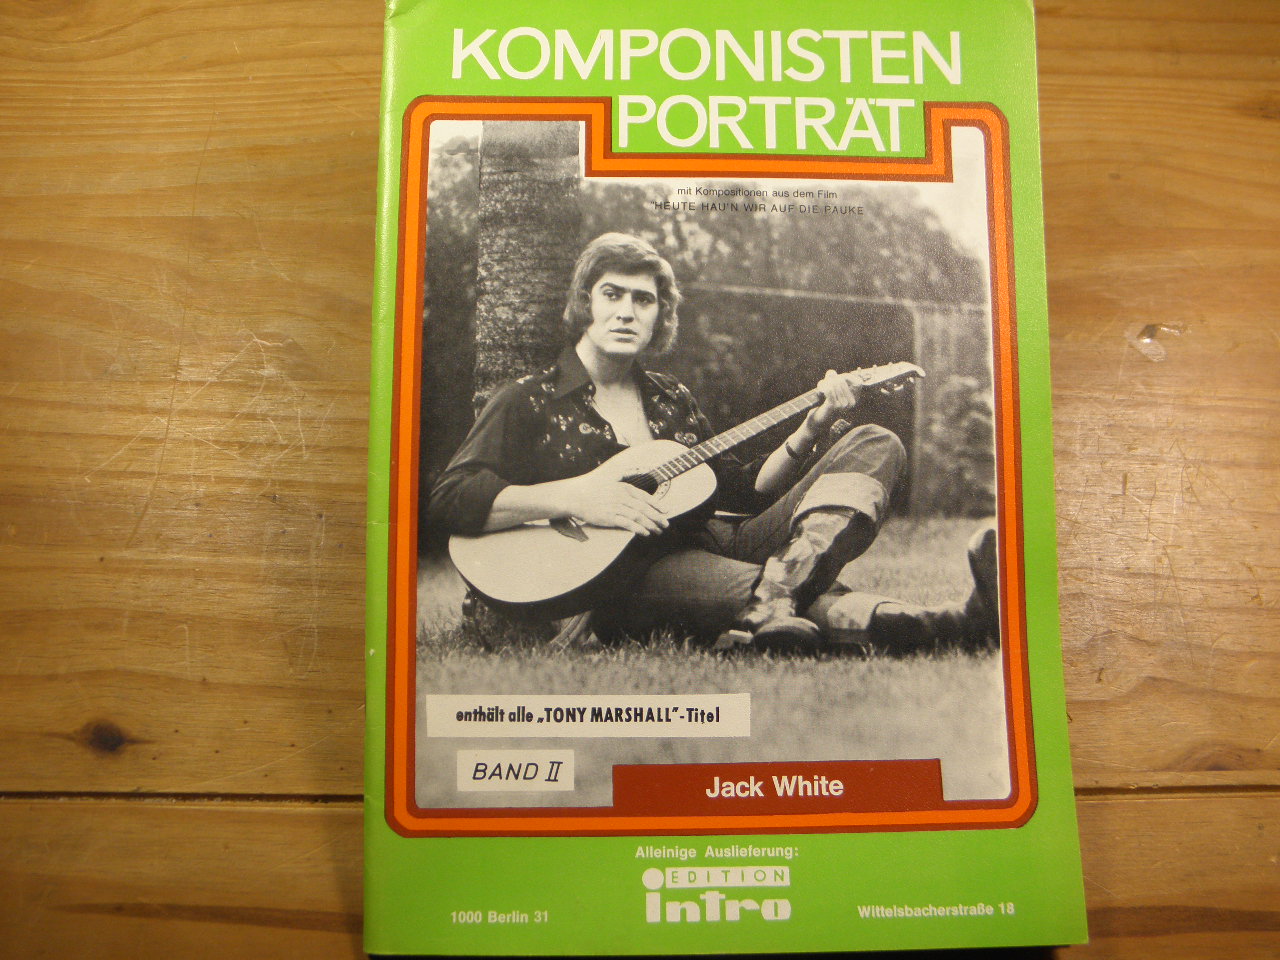 KOMPONISTEN
PORTRÄT
mit Kompositionen aus dem Film
"HEUTE HAU'N WIR AUF DIE PAUKE
enthält alle „TONY MARSHALL"-Titel
BAND II
Jack White
Alleinige Auslieferung:
EDITION
intro
1000 Berlin 31
Wittelsbacherstraße 18